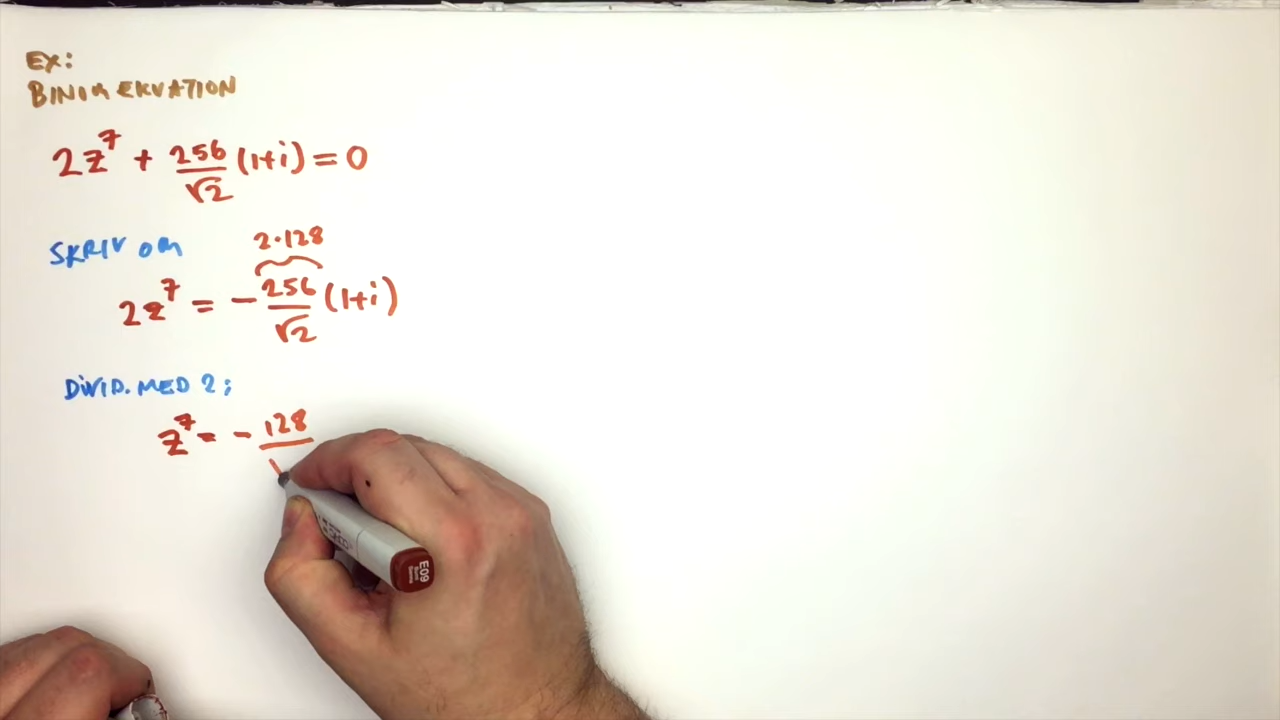 EX:
BINOM EKVATION
2z⁷ + 256/√2 (1+i) = 0
SKRIV OM
2·128
2z⁷ = - 256/√2 (1+i)
DIVID. MED 2;
z⁷ = - 128
E09